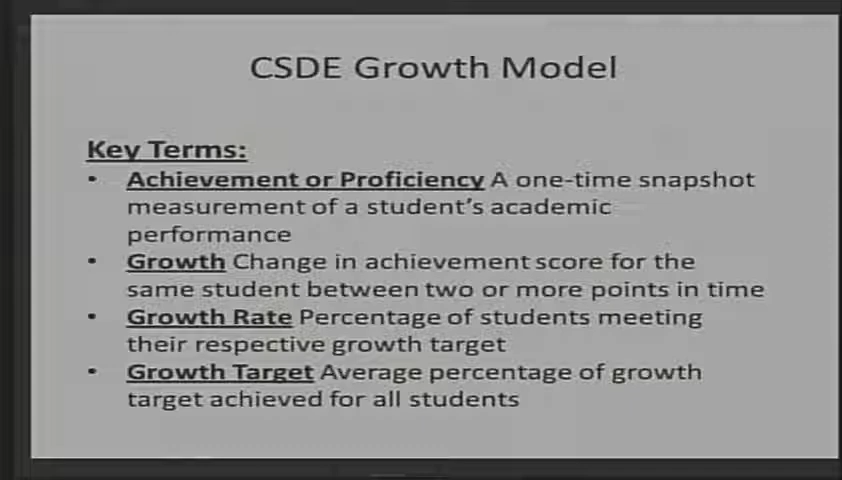 CSDE Growth Model
Key Terms:
• Achievement or Proficiency A one-time snapshot
measurement of a student's academic
performance
• Growth Change in achievement score for the
same student between two or more points in time
• Growth Rate Percentage of students meeting
their respective growth target
• Growth Target Average percentage of growth
target achieved for all students